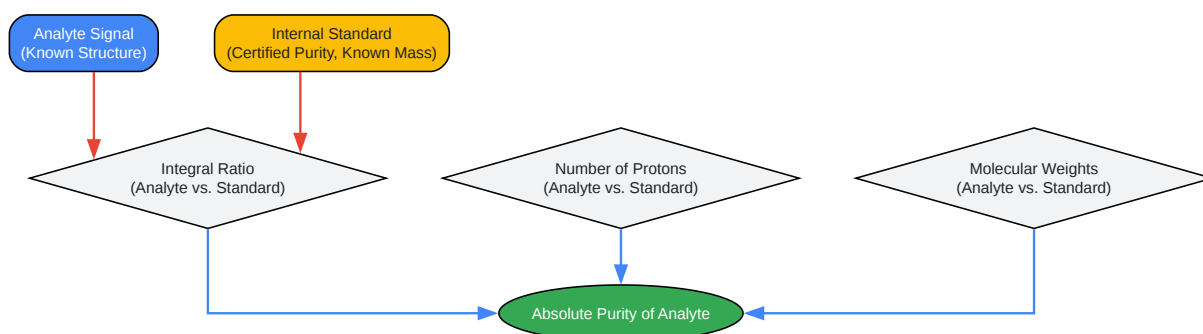 Analyte Signal
(Known Structure)
Internal Standard
(Certified Purity, Known Mass)
Integral Ratio
(Analyte vs. Standard)
Number of Protons
(Analyte vs. Standard)
Molecular Weights
(Analyte vs. Standard)
Absolute Purity of Analyte